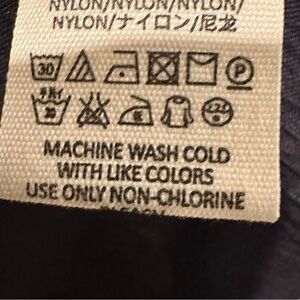 NYLON/NYLON/NYLON/
NYLON/ナイロン/尼龙
30
P
MACHINE WASH COLD
WITH LIKE COLORS
USE ONLY NON-CHLORINE